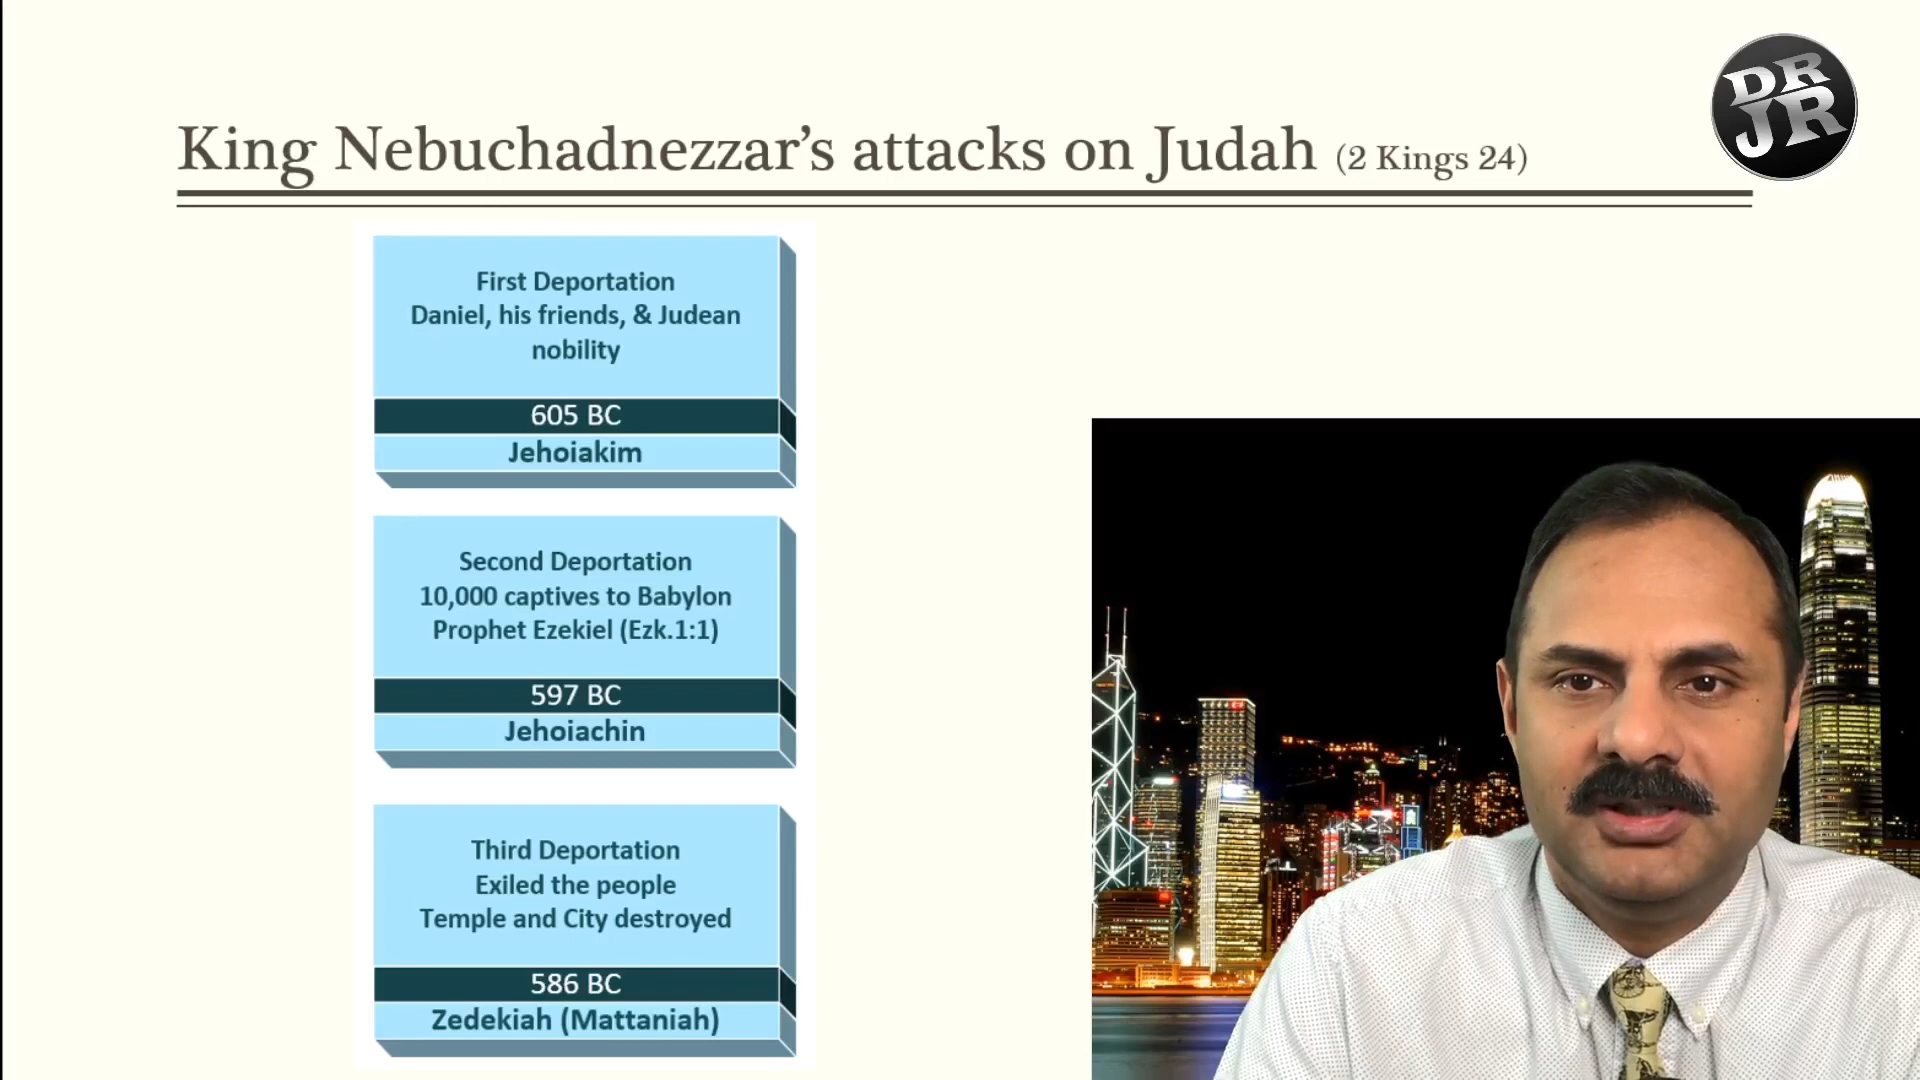 King Nebuchadnezzar’s attacks on Judah (2 Kings 24)
DR
JR
First Deportation
Daniel, his friends, & Judean
nobility
605 BC
Jehoiakim
Second Deportation
10,000 captives to Babylon
Prophet Ezekiel (Ezk.1:1)
597 BC
Jehoiachin
Third Deportation
Exiled the people
Temple and City destroyed
586 BC
Zedekiah (Mattaniah)